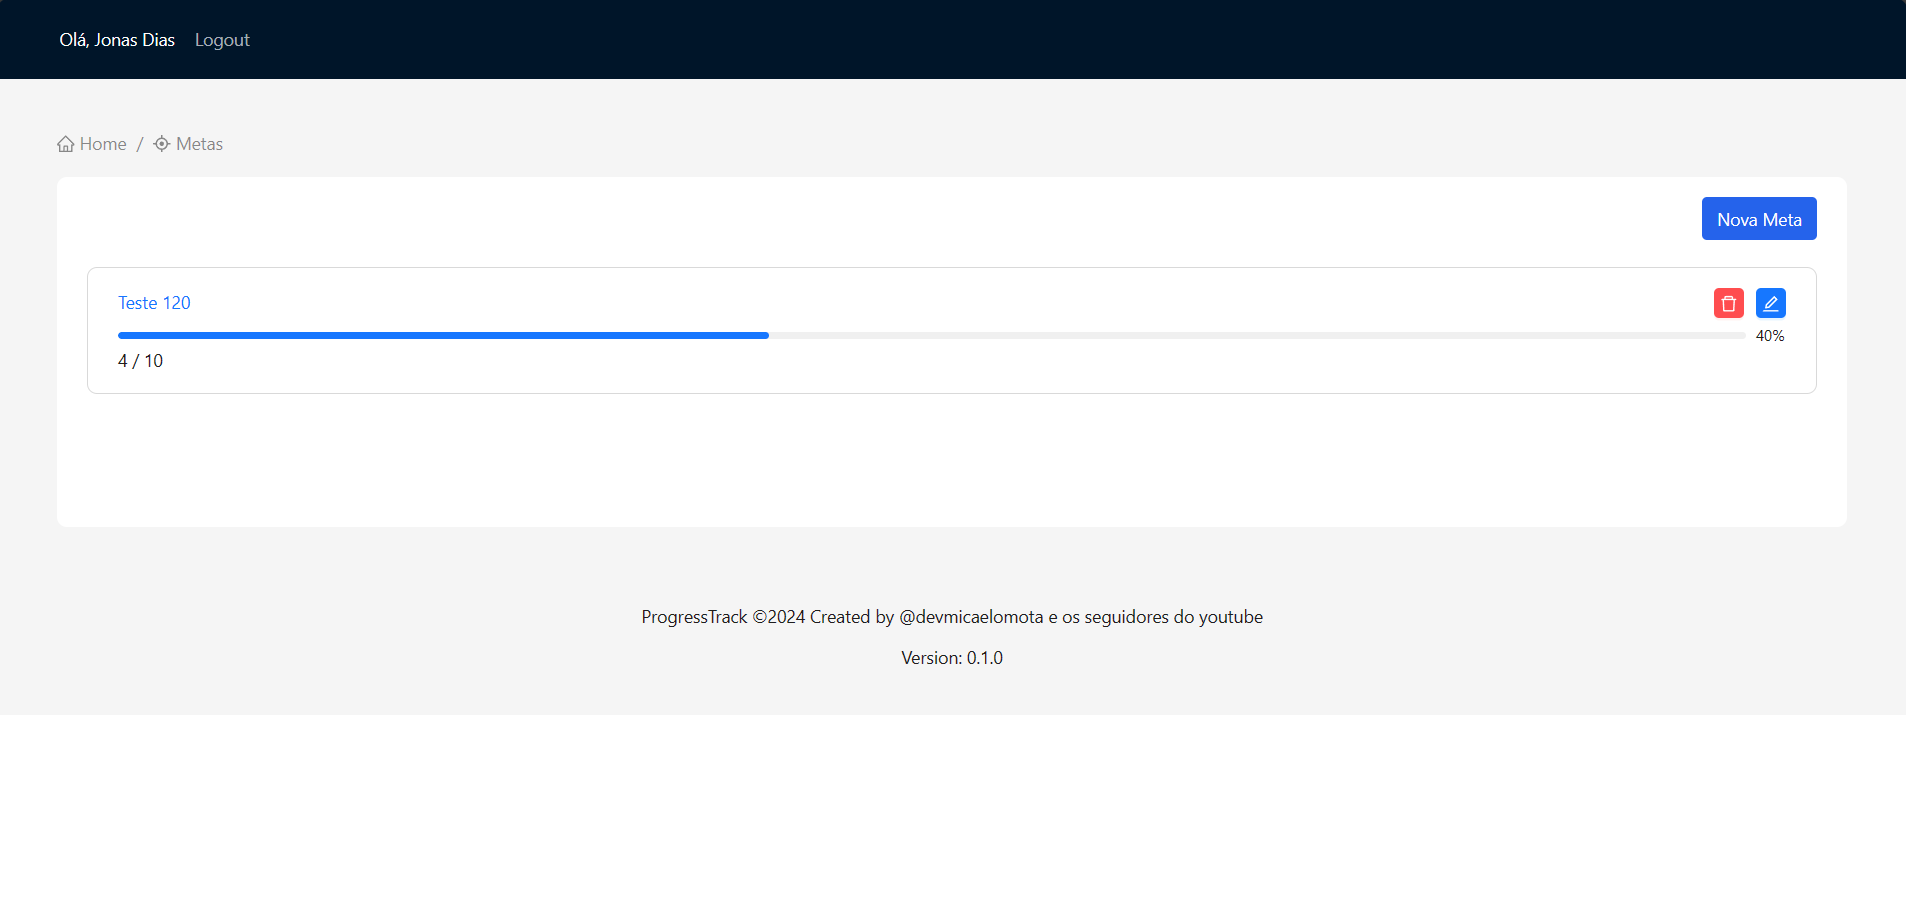 Olá, Jonas Dias Logout
Home / Metas
Nova Meta
Teste 120
40%
4 / 10
ProgressTrack ©2024 Created by @devmicaelomota e os seguidores do youtube
Version: 0.1.0